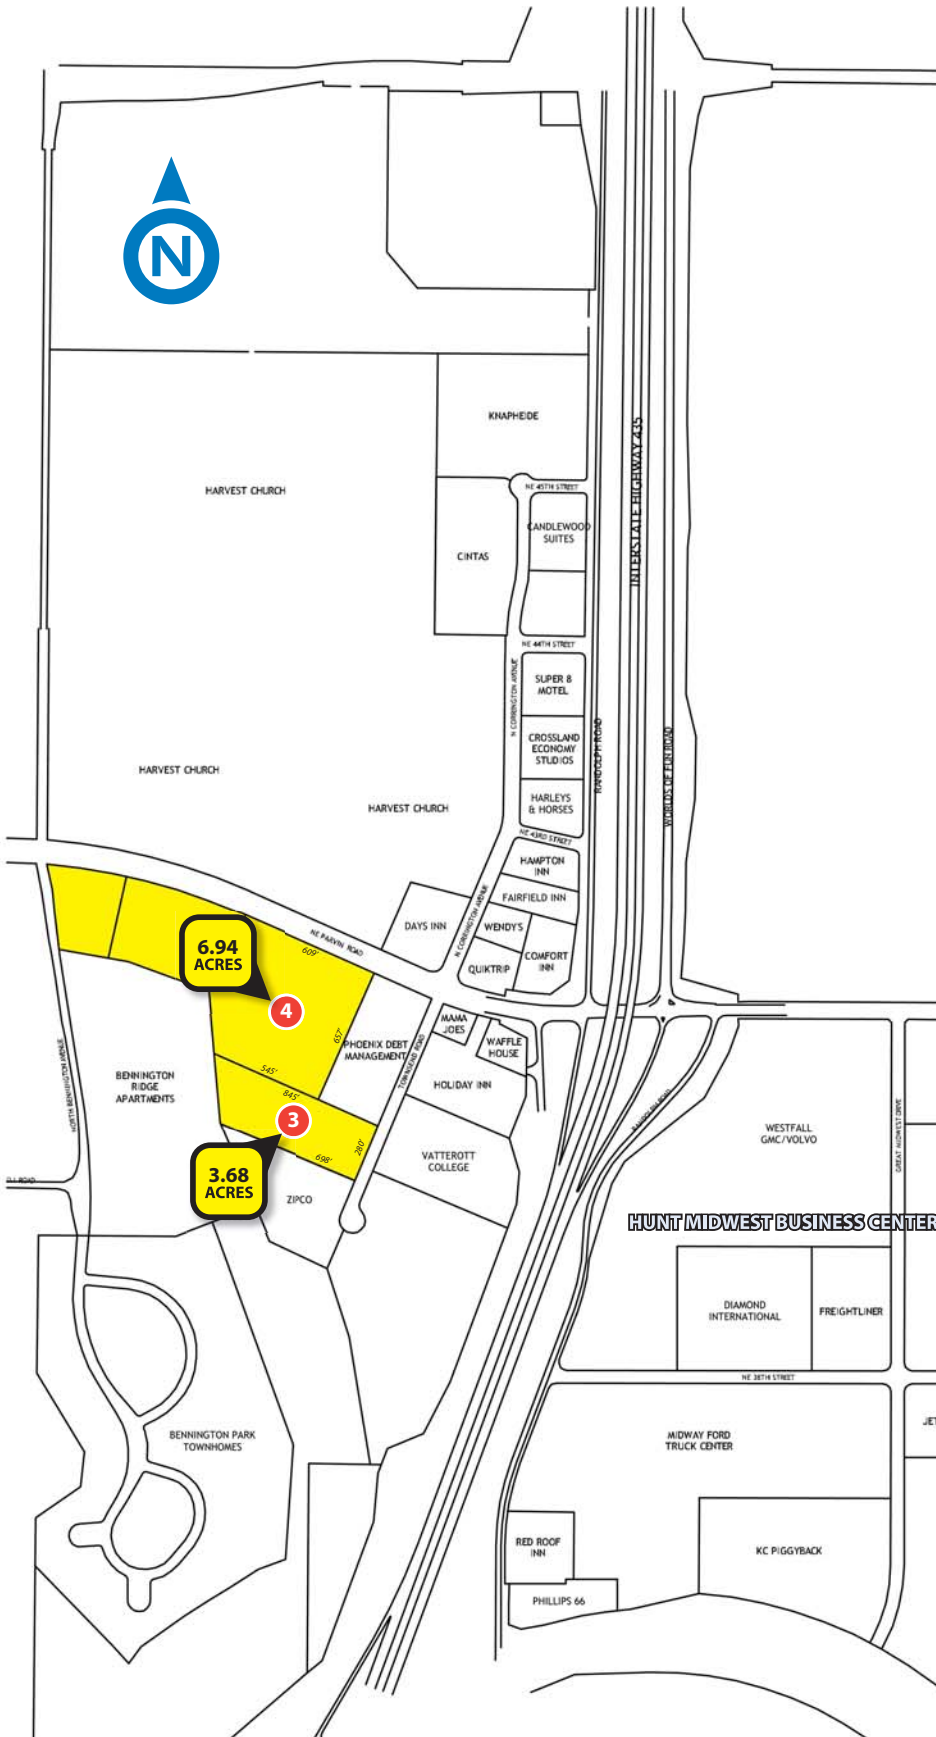 N
KNAPHEIDE
INTERSTATE HIGHWAY 435
HARVEST CHURCH
NE 45TH STREET
CANDLEWOOD
SUITES
CINTAS
NE 44TH STREET
N CORRINGTON AVENUE
SUPER 8
MOTEL
RANDOLPH ROAD
WORLDS OF FUN ROAD
CROSSLAND
ECONOMY
STUDIOS
HARVEST CHURCH
HARLEYS
& HORSES
HARVEST CHURCH
NE 43RD STREET
HAMPTON
INN
N CORRINGTON AVENUE
FAIRFIELD INN
DAYS INN
WENDY'S
NE PARVIN ROAD
6.94
ACRES
609'
QUIKTRIP
COMFORT
INN
4
657'
MAMA
JOES
PHOENIX DEBT
MANAGEMENT
TOWNSEND ROAD
WAFFLE
HOUSE
NORTH BENNINGTON AVENUE
BENNINGTON
RIDGE
APARTMENTS
545'
845'
HOLIDAY INN
RANDOLPH ROAD
GREAT MIDWEST DRIVE
3
WESTFALL
GMC/VOLVO
280'
698'
VATTEROTT
COLLEGE
3.68
ACRES
ROAD
ZIPCO
HUNT MIDWEST BUSINESS CENTER
DIAMOND
INTERNATIONAL
FREIGHTLINER
NE 38TH STREET
JET
BENNINGTON PARK
TOWNHOMES
MIDWAY FORD
TRUCK CENTER
RED ROOF
INN
KC PIGGYBACK
PHILLIPS 66